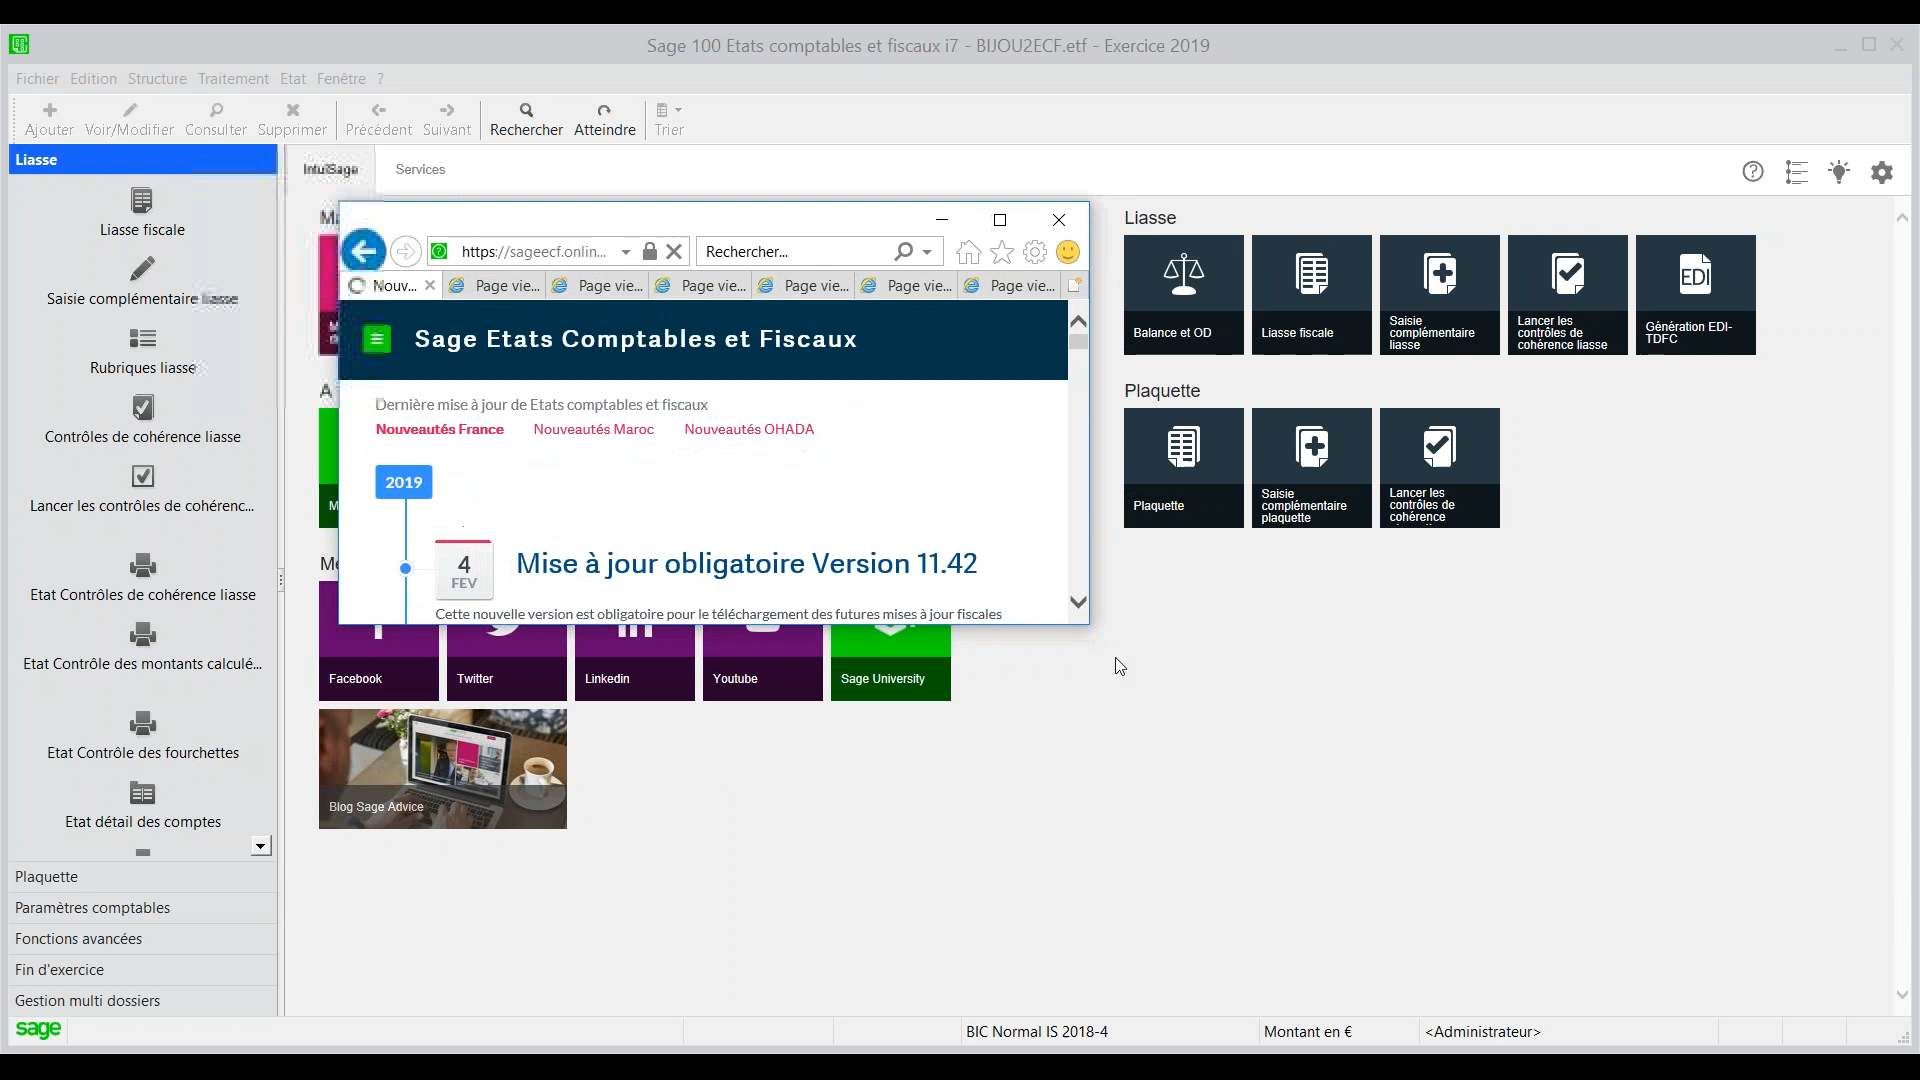 Sage 100 Etats comptables et fiscaux i7 - BIJOU2ECF.etf - Exercice 2019
Fichier Edition Structure Traitement Etat Fenêtre ?
Ajouter Voir/Modifier Consulter Supprimer Précédent Suivant Rechercher Atteindre Trier
Liasse
Liasse fiscale
Saisie complémentaire liasse
Rubriques liasse
Contrôles de cohérence liasse
Lancer les contrôles de cohérenc...
Etat Contrôles de cohérence liasse
Etat Contrôle des montants calculé...
Etat Contrôle des fourchettes
Etat détail des comptes
Plaquette
Paramètres comptables
Fonctions avancées
Fin d'exercice
Gestion multi dossiers
sage
IntuiSage Services
https://sageecf.onlin... Rechercher...
Nouv... Page vie... Page vie... Page vie... Page vie... Page vie... Page vie...
Sage Etats Comptables et Fiscaux
Dernière mise à jour de Etats comptables et fiscaux
Nouveautés France Nouveautés Maroc Nouveautés OHADA
2019
4
FEV
Mise à jour obligatoire Version 11.42
Cette nouvelle version est obligatoire pour le téléchargement des futures mises à jour fiscales
Facebook Twitter Linkedin Youtube Sage University
Blog Sage Advice
Liasse
EDI
Balance et OD
Liasse fiscale
Saisie
complémentaire
liasse
Lancer les
contrôles de
cohérence liasse
Génération EDI-
TDFC
Plaquette
Plaquette
Saisie
complémentaire
plaquette
Lancer les
contrôles de
cohérence
BIC Normal IS 2018-4 Montant en € <Administrateur>